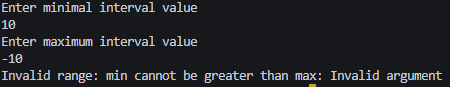 Enter minimal interval value
10
Enter maximum interval value
-10
Invalid range: min cannot be greater than max: Invalid argument